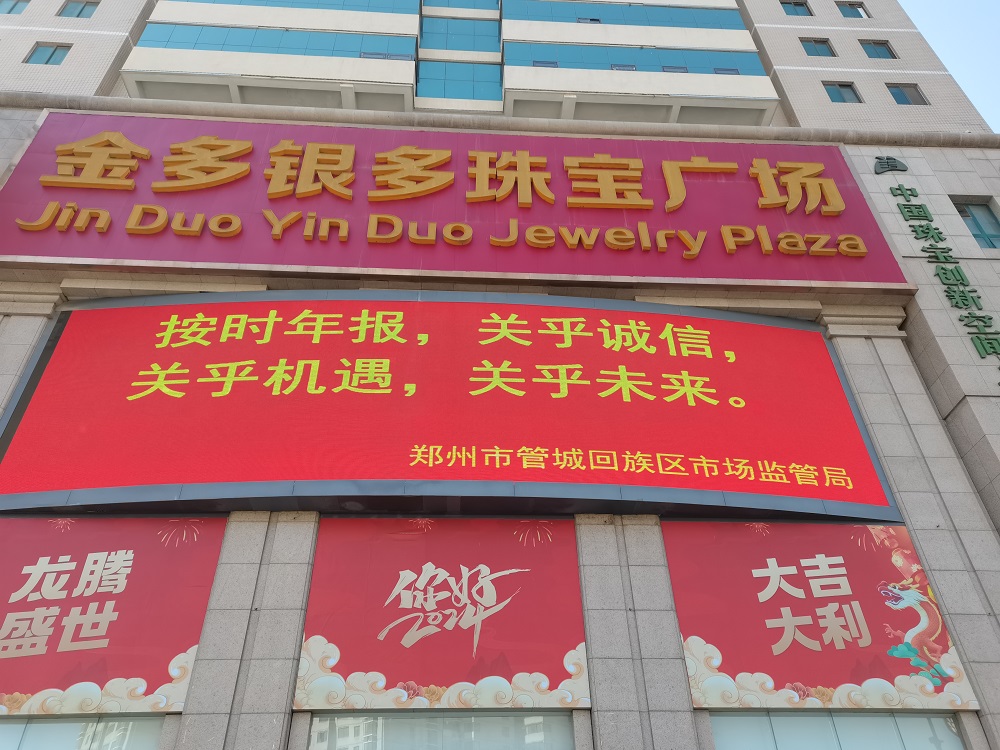 金多银多珠宝广场
Jin Duo Yin Duo Jewelry Plaza
中国珠宝创新空间
按时年报，关乎诚信，
关乎机遇，关乎未来。
郑州市管城回族区市场监管局
龙腾
盛世
你好
2024
大吉
大利